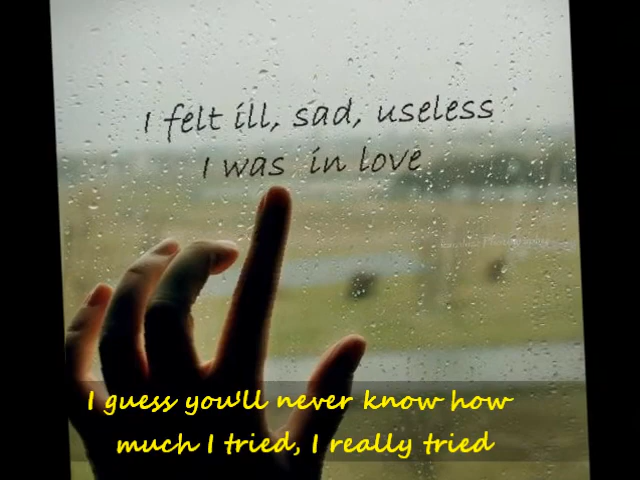 I felt ill, sad, useless
I was in love
I guess you'll never know how
much I tried, I really tried